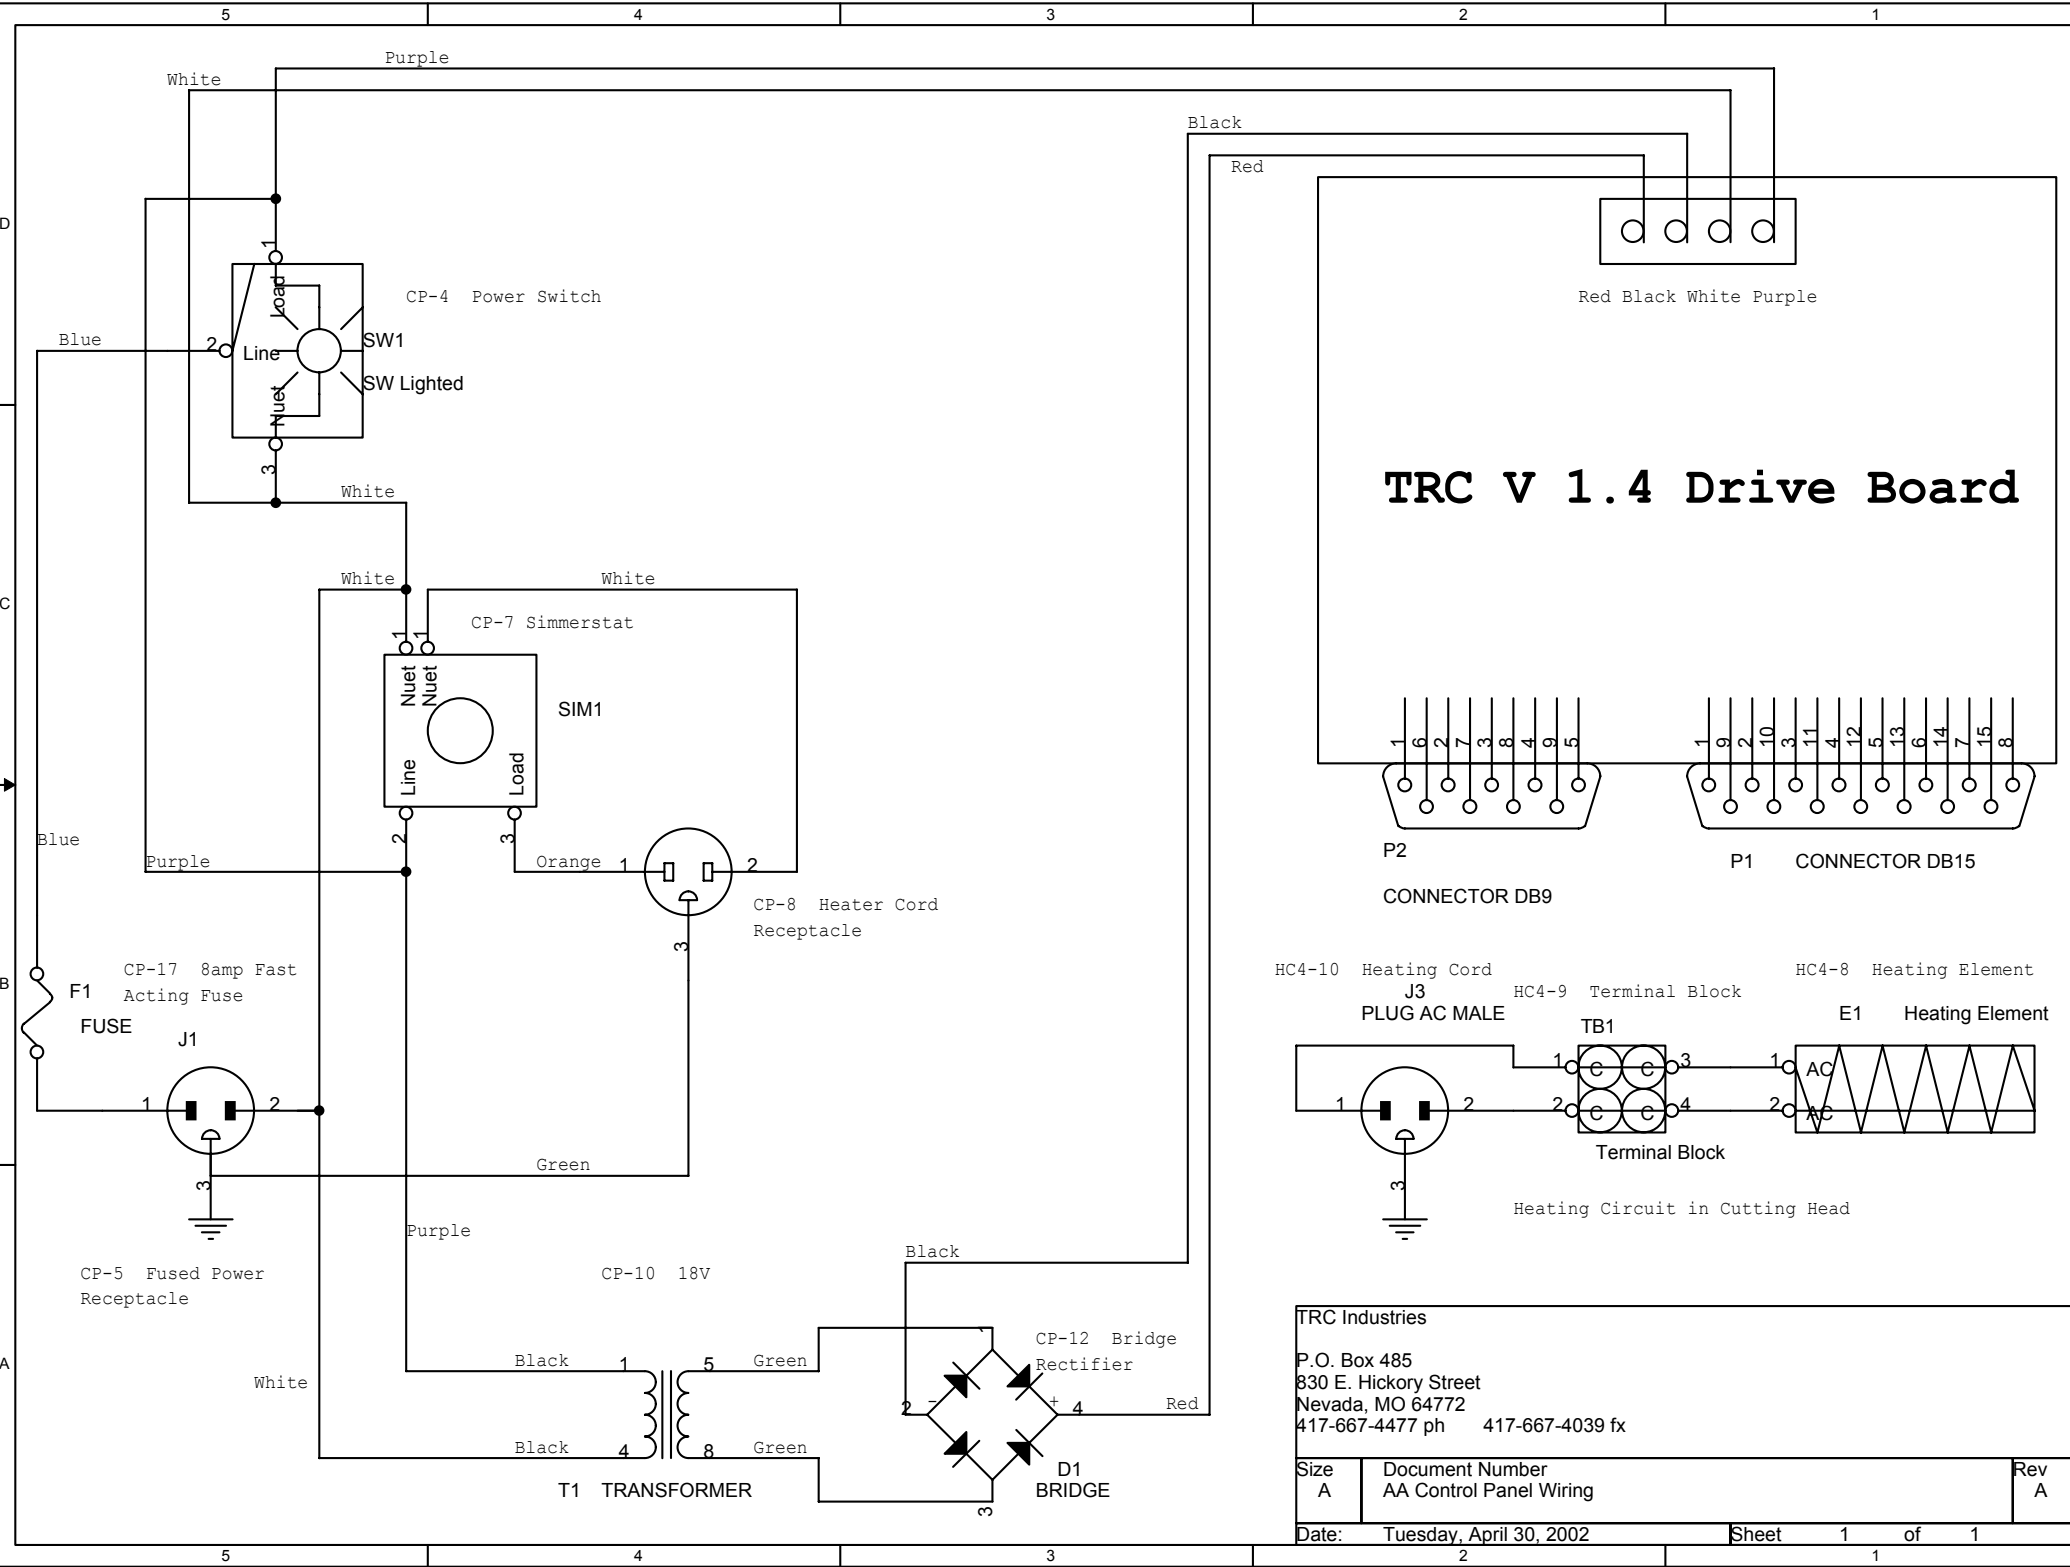 5 4 3 2 1
Purple
White
Black
Red
D
1
Load
CP-4 Power Switch
Red Black White Purple
Blue
2
Line
SW1
SW Lighted
Nuet
3
White
TRC V 1.4 Drive Board
White
White
C
CP-7 Simmerstat
1 1
Nuet Nuet
SIM1
Line
Load
1 6 2 7 3 8 4 9 5
1 9 2 10 3 11 4 12 5 13 6 14 7 15 8
2
3
Blue
Purple
Orange 1
2
P2
CONNECTOR DB9
P1 CONNECTOR DB15
CP-8 Heater Cord
Receptacle
3
B
CP-17 8amp Fast
Acting Fuse
F1
FUSE
J1
1
2
3
Green
HC4-10 Heating Cord
J3
PLUG AC MALE
HC4-9 Terminal Block
TB1
HC4-8 Heating Element
E1 Heating Element
1 C C 3 1 AC
1 2 2 C C 4 2 AC
Terminal Block
3
Heating Circuit in Cutting Head
Purple
Black
CP-5 Fused Power
Receptacle
CP-10 18V
A
White
Black 1 5 Green
1
CP-12 Bridge
Rectifier
2 - + 4 Red
Black 4 8 Green
T1 TRANSFORMER
3
D1
BRIDGE
TRC Industries
P.O. Box 485
830 E. Hickory Street
Nevada, MO 64772
417-667-4477 ph 417-667-4039 fx
Size
A
Document Number
AA Control Panel Wiring
Rev
A
Date: Tuesday, April 30, 2002 Sheet 1 of 1
5 4 3 2 1